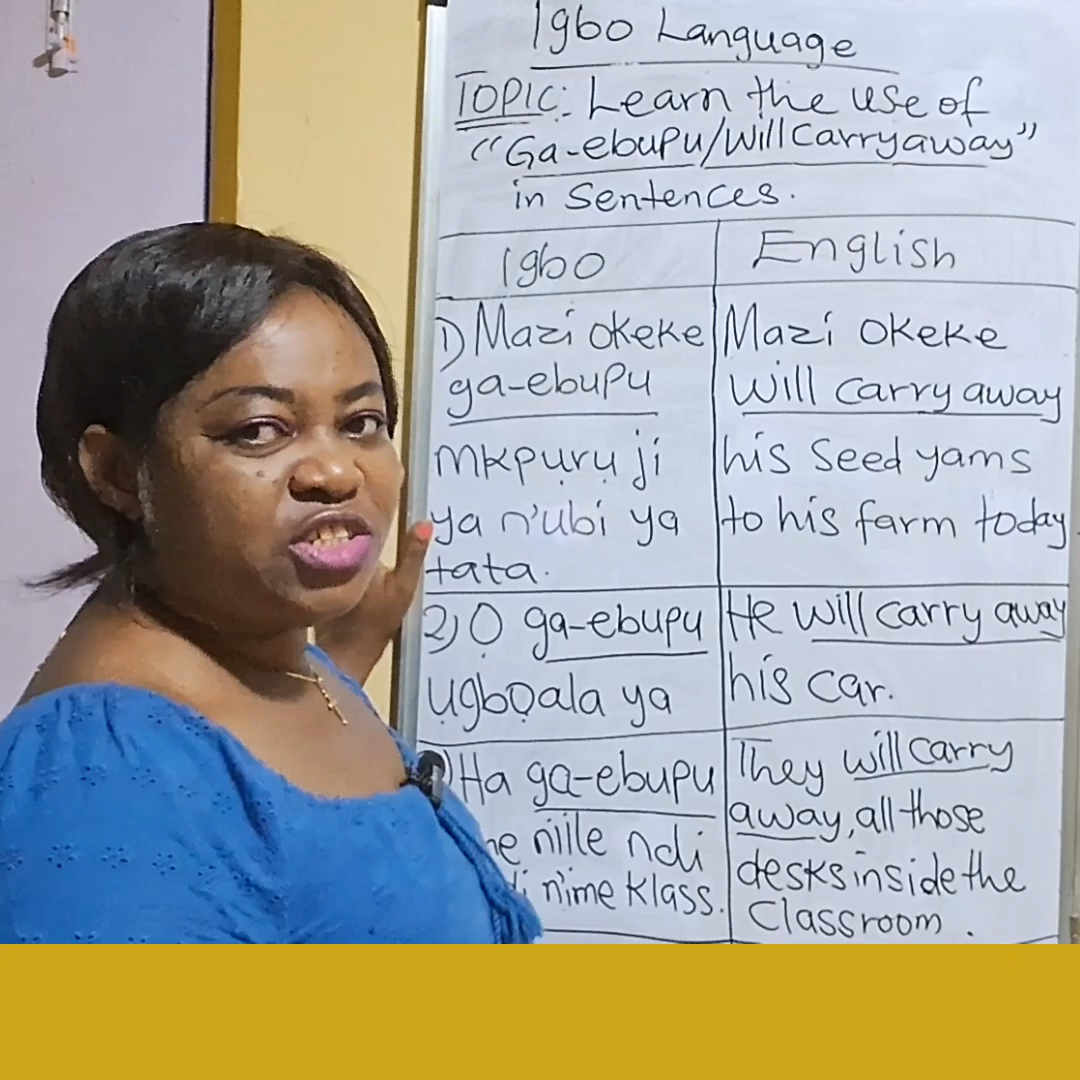 Igbo Language
TOPIC: Learn the use of
"Ga-ebupu/Will Carry away"
in Sentences.
Igbo
English
1) Mazi okeke
ga-ebupu
mkpụrụ ji
ya n'ubi ya
tata.
Mazi okeke
will carry away
his Seed yams
to his farm today
2) Ọ ga-ebupu
ụgbọala ya
He will carry away
his car.
Ha ga-ebupu
niile ndi
n'ime klass.
They will carry
away, all those
desks inside the
Classroom.